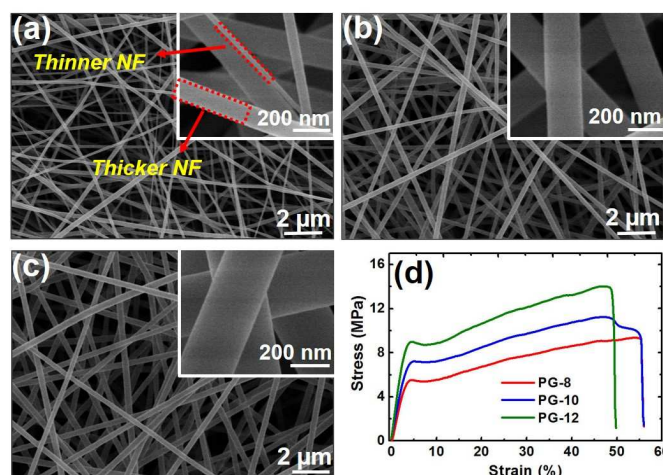 (a)
Thinner NF
200 nm
Thicker NF
2 µm
(b)
200 nm
2 µm
(c)
200 nm
2 µm
(d)
Stress (MPa)
16
12
8
4
0
PG-8
PG-10
PG-12
0 10 20 30 40 50 60
Strain (%)